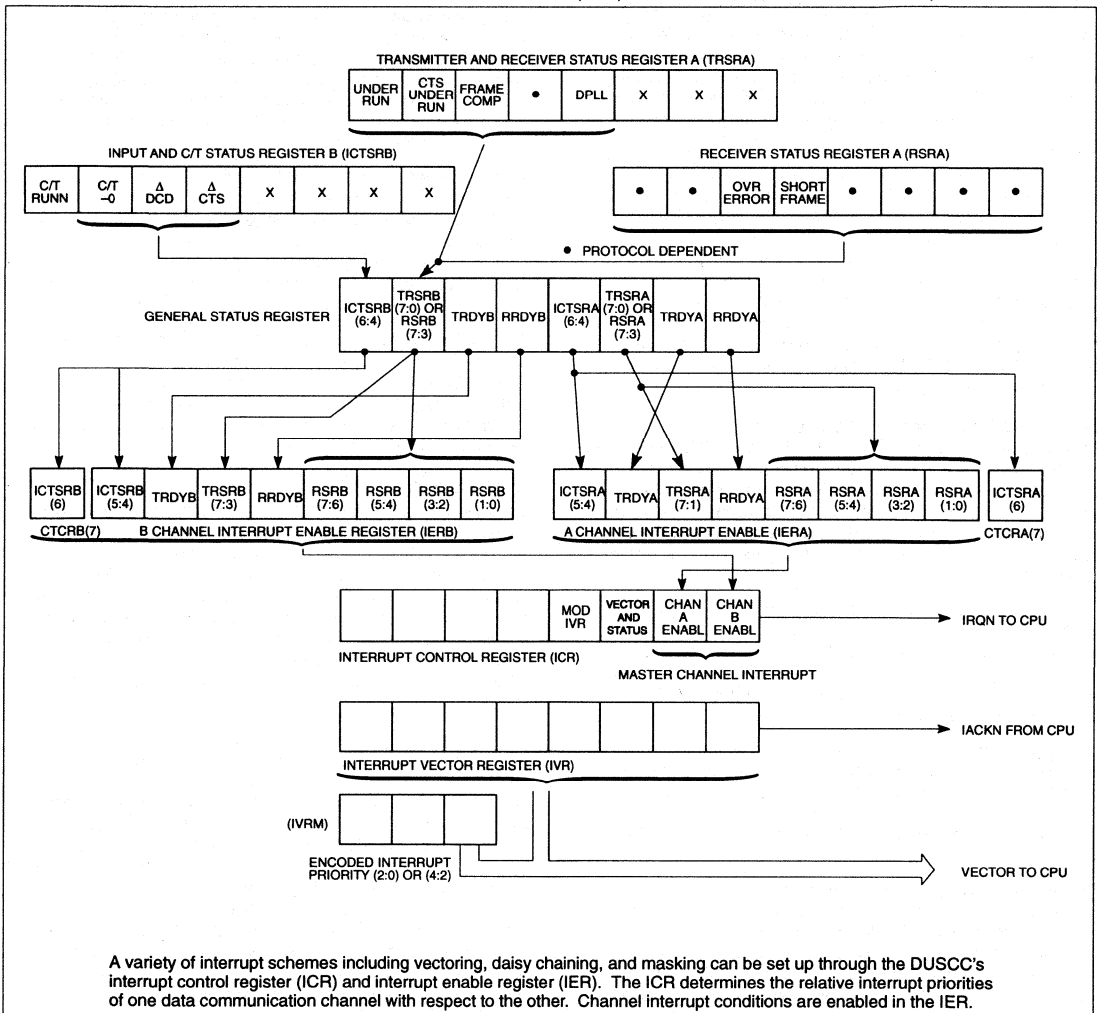 TRANSMITTER AND RECEIVER STATUS REGISTER A (TRSRA)
UNDER RUN
CTS UNDER RUN
FRAME COMP
•
DPLL
X
X
X
INPUT AND C/T STATUS REGISTER B (ICTSRB)
C/T RUNN
C/T –0
Δ DCD
Δ CTS
X
X
X
X
RECEIVER STATUS REGISTER A (RSRA)
•
•
OVR ERROR
SHORT FRAME
•
•
•
•
• PROTOCOL DEPENDENT
GENERAL STATUS REGISTER
ICTSRB (6:4)
TRSRB (7:0) OR RSRB (7:3)
TRDYB
RRDYB
ICTSRA (6:4)
TRSRA (7:0) OR RSRA (7:3)
TRDYA
RRDYA
ICTSRB (6)
ICTSRB (5:4)
TRDYB
TRSRB (7:3)
RRDYB
RSRB (7:6)
RSRB (5:4)
RSRB (3:2)
RSRB (1:0)
ICTSRA (5:4)
TRDYA
TRSRA (7:1)
RRDYA
RSRA (7:6)
RSRA (5:4)
RSRA (3:2)
RSRA (1:0)
ICTSRA (6)
CTCRB(7)
B CHANNEL INTERRUPT ENABLE REGISTER (IERB)
A CHANNEL INTERRUPT ENABLE (IERA)
CTCRA(7)
MOD IVR
VECTOR AND STATUS
CHAN A ENABL
CHAN B ENABL
IRQN TO CPU
INTERRUPT CONTROL REGISTER (ICR)
MASTER CHANNEL INTERRUPT
IACKN FROM CPU
INTERRUPT VECTOR REGISTER (IVR)
(IVRM)
ENCODED INTERRUPT
PRIORITY (2:0) OR (4:2)
VECTOR TO CPU
A variety of interrupt schemes including vectoring, daisy chaining, and masking can be set up through the DUSCC's
interrupt control register (ICR) and interrupt enable register (IER). The ICR determines the relative interrupt priorities
of one data communication channel with respect to the other. Channel interrupt conditions are enabled in the IER.